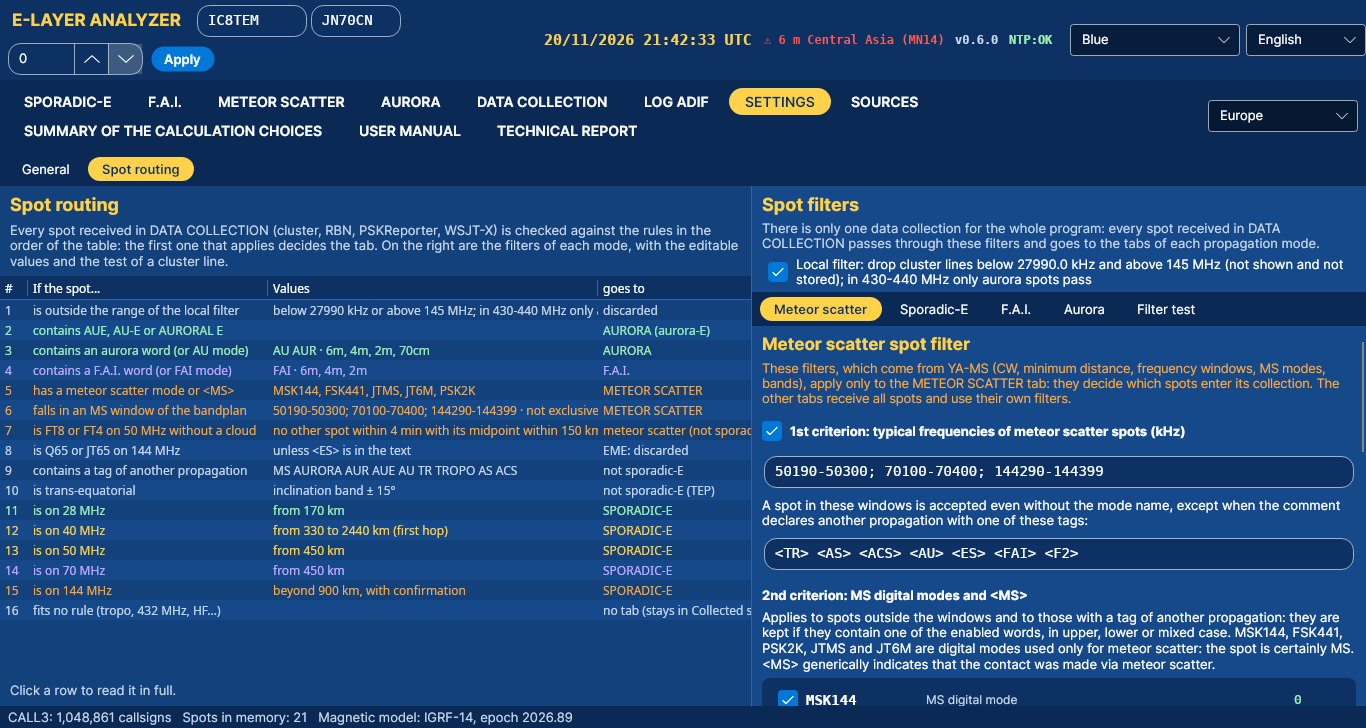 E-LAYER ANALYZER
IC8TEM
JN70CN
0
Apply
20/11/2026 21:42:33 UTC
⚠ 6 m Central Asia (MN14)
v0.6.0
NTP:OK
Blue
English
SPORADIC-E
F.A.I.
METEOR SCATTER
AURORA
DATA COLLECTION
LOG ADIF
SETTINGS
SOURCES
SUMMARY OF THE CALCULATION CHOICES
USER MANUAL
TECHNICAL REPORT
Europe
General
Spot routing
Spot routing
Every spot received in DATA COLLECTION (cluster, RBN, PSKReporter, WSJT-X) is checked against the rules in the
order of the table: the first one that applies decides the tab. On the right are the filters of each mode, with the editable
values and the test of a cluster line.
# If the spot... Values goes to
1 is outside the range of the local filter below 27990 kHz or above 145 MHz; in 430-440 MHz only discarded
2 contains AUE, AU-E or AURORAL E AURORA (aurora-E)
3 contains an aurora word (or AU mode) AU AUR · 6m, 4m, 2m, 70cm AURORA
4 contains a F.A.I. word (or FAI mode) FAI · 6m, 4m, 2m F.A.I.
5 has a meteor scatter mode or <MS> MSK144, FSK441, JTMS, JT6M, PSK2K METEOR SCATTER
6 falls in an MS window of the bandplan 50190-50300; 70100-70400; 144290-144399 · not exclusive METEOR SCATTER
7 is FT8 or FT4 on 50 MHz without a cloud no other spot within 4 min with its midpoint within 150 km meteor scatter (not sporad
8 is Q65 or JT65 on 144 MHz unless <ES> is in the text EME: discarded
9 contains a tag of another propagation MS AURORA AUR AUE AU TR TROPO AS ACS not sporadic-E
10 is trans-equatorial inclination band ± 15° not sporadic-E (TEP)
11 is on 28 MHz from 170 km SPORADIC-E
12 is on 40 MHz from 330 to 2440 km (first hop) SPORADIC-E
13 is on 50 MHz from 450 km SPORADIC-E
14 is on 70 MHz from 450 km SPORADIC-E
15 is on 144 MHz beyond 900 km, with confirmation SPORADIC-E
16 fits no rule (tropo, 432 MHz, HF...) no tab (stays in Collected s
Click a row to read it in full.
Spot filters
There is only one data collection for the whole program: every spot received in DATA
COLLECTION passes through these filters and goes to the tabs of each propagation mode.
Local filter: drop cluster lines below 27990.0 kHz and above 145 MHz (not shown and not
stored); in 430-440 MHz only aurora spots pass
Meteor scatter
Sporadic-E
F.A.I.
Aurora
Filter test
Meteor scatter spot filter
These filters, which come from YA-MS (CW, minimum distance, frequency windows, MS modes,
bands), apply only to the METEOR SCATTER tab: they decide which spots enter its collection. The
other tabs receive all spots and use their own filters.
1st criterion: typical frequencies of meteor scatter spots (kHz)
50190-50300; 70100-70400; 144290-144399
A spot in these windows is accepted even without the mode name, except when the comment
declares another propagation with one of these tags:
<TR> <AS> <ACS> <AU> <ES> <FAI> <F2>
2nd criterion: MS digital modes and <MS>
Applies to spots outside the windows and to those with a tag of another propagation: they are
kept if they contain one of the enabled words, in upper, lower or mixed case. MSK144, FSK441,
PSK2K, JTMS and JT6M are digital modes used only for meteor scatter: the spot is certainly MS.
<MS> generically indicates that the contact was made via meteor scatter.
MSK144 MS digital mode 0
CALL3: 1,048,861 callsigns Spots in memory: 21 Magnetic model: IGRF-14, epoch 2026.89